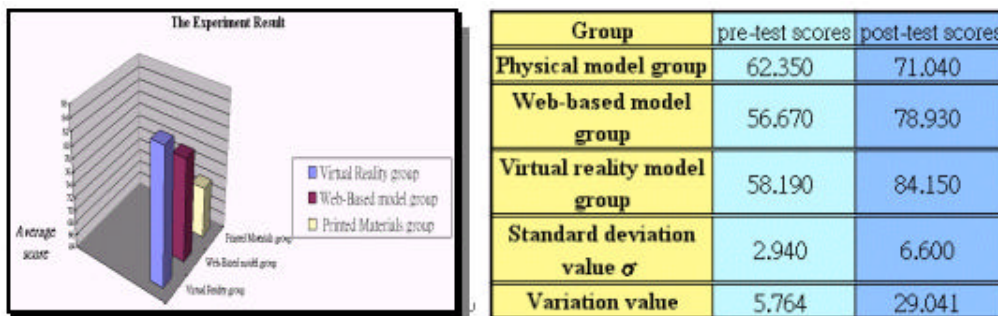 The Experiment Result
Average
score
Virtual Reality group
Web-Based model group
Printed Materials group
Printed Materials group
Web-Based model group
Virtual Reality group
Group pre-test scores post-test scores
Physical model group 62.350 71.040
Web-based model
group 56.670 78.930
Virtual reality model
group 58.190 84.150
Standard deviation
value σ 2.940 6.600
Variation value 5.764 29.041